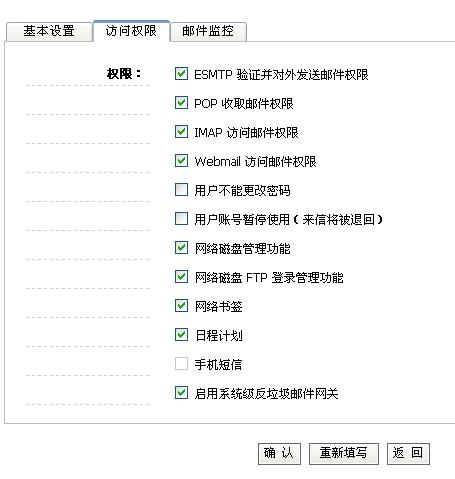 基本设置 访问权限 邮件监控
权限： ESMTP 验证并对外发送邮件权限
POP 收取邮件权限
IMAP 访问邮件权限
Webmail 访问邮件权限
用户不能更改密码
用户账号暂停使用（来信将被退回）
网络磁盘管理功能
网络磁盘 FTP 登录管理功能
网络书签
日程计划
手机短信
启用系统级反垃圾邮件网关
确 认 重新填写 返 回